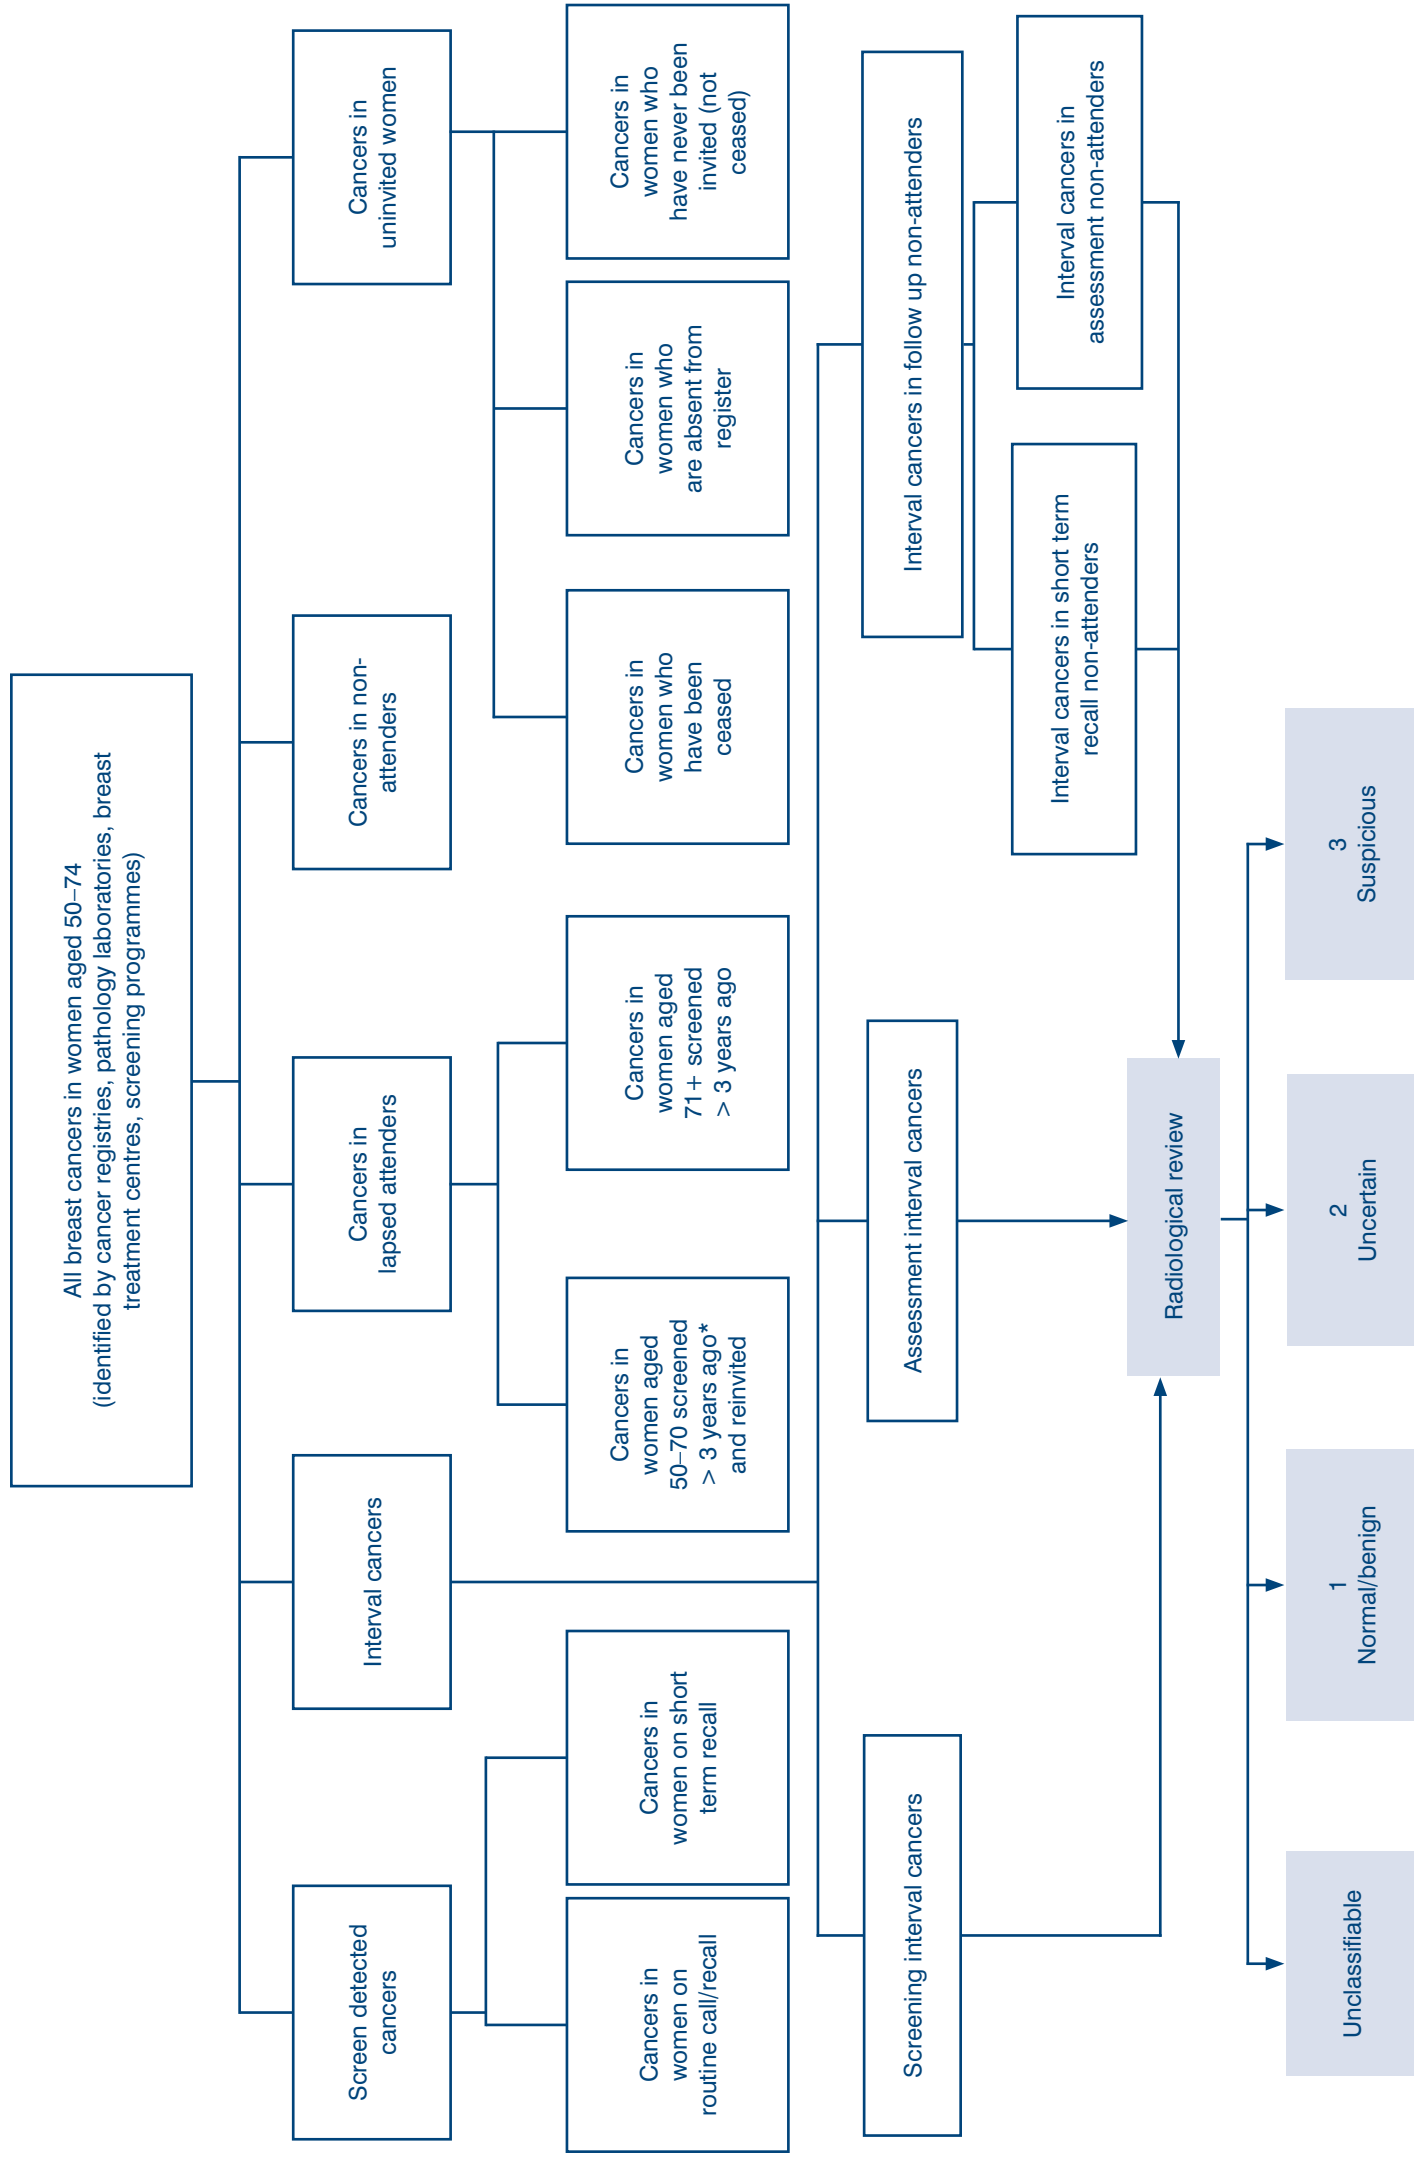 All breast cancers in women aged 50–74
(identified by cancer registries, pathology laboratories, breast
treatment centres, screening programmes)
Screen detected
cancers
Interval cancers
Cancers in
lapsed attenders
Cancers in non-
attenders
Cancers in
uninvited women
Cancers in
women on
routine call/recall
Cancers in
women on short
term recall
Cancers in
women aged
50–70 screened
> 3 years ago*
and reinvited
Cancers in
women aged
71+ screened
> 3 years ago
Cancers in
women who
have been
ceased
Cancers in
women who
are absent from
register
Cancers in
women who
have never been
invited (not
ceased)
Screening interval cancers
Assessment interval cancers
Interval cancers in follow up non-attenders
Interval cancers in short term
recall non-attenders
Interval cancers in
assessment non-attenders
Radiological review
Unclassifiable
1
Normal/benign
2
Uncertain
3
Suspicious